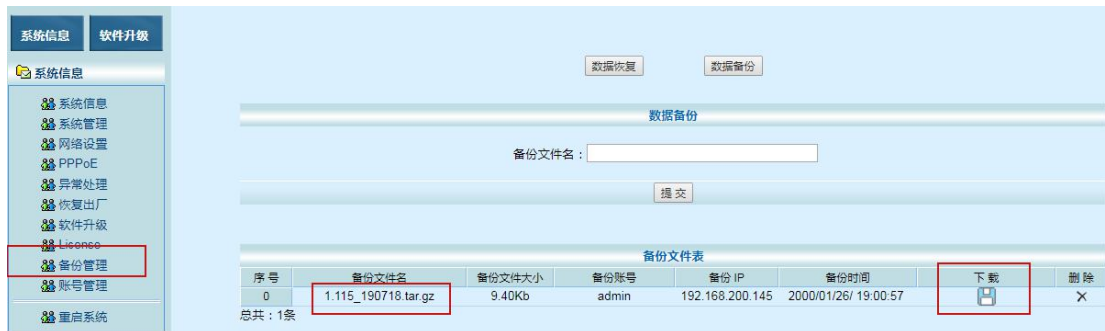 系统信息 软件升级
系统信息
系统信息
系统管理
网络设置
PPPoE
异常处理
恢复出厂
软件升级
License
备份管理
账号管理
重启系统
数据恢复 数据备份
数据备份
备份文件名：
提 交
备份文件表
序 号 备份文件名 备份文件大小 备份账号 备份 IP 备份时间 下 载 删 除
0 1.115_190718.tar.gz 9.40Kb admin 192.168.200.145 2000/01/26/ 19:00:57
总共：1条